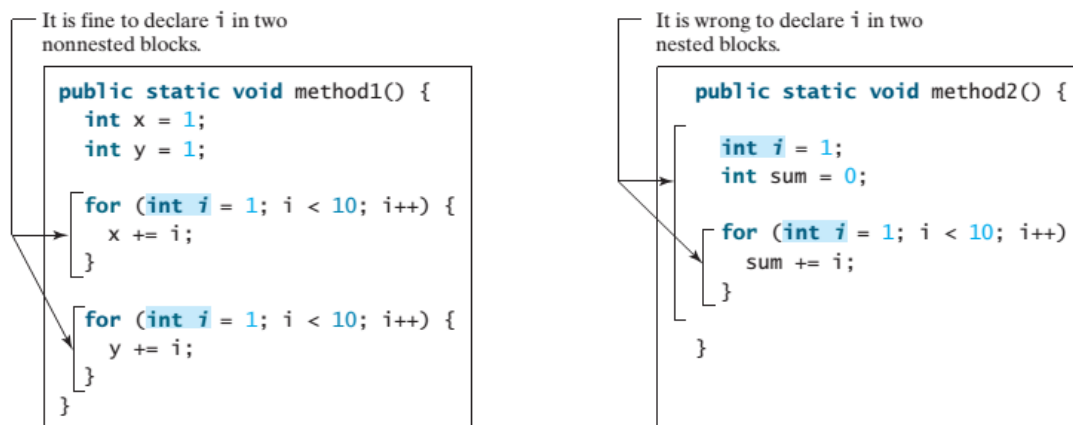 It is fine to declare i in two
nonnested blocks.
public static void method1() {
int x = 1;
int y = 1;
for (int i = 1; i < 10; i++) {
x += i;
}
for (int i = 1; i < 10; i++) {
y += i;
}
}
It is wrong to declare i in two
nested blocks.
public static void method2() {
int i = 1;
int sum = 0;
for (int i = 1; i < 10; i++)
sum += i;
}
}